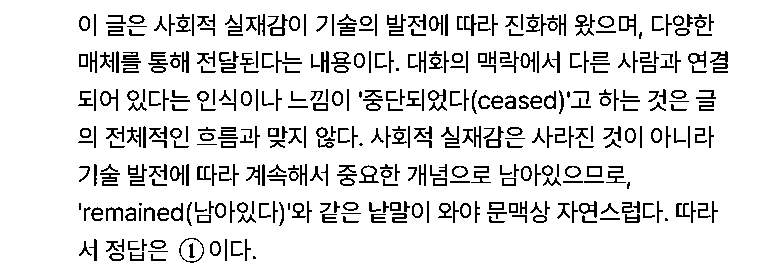 이 글은 사회적 실재감이 기술의 발전에 따라 진화해 왔으며, 다양한
매체를 통해 전달된다는 내용이다. 대화의 맥락에서 다른 사람과 연결
되어 있다는 인식이나 느낌이 '중단되었다(ceased)'고 하는 것은 글
의 전체적인 흐름과 맞지 않다. 사회적 실재감은 사라진 것이 아니라
기술 발전에 따라 계속해서 중요한 개념으로 남아있으므로,
'remained(남아있다)'와 같은 낱말이 와야 문맥상 자연스럽다. 따라
서 정답은 ①이다.